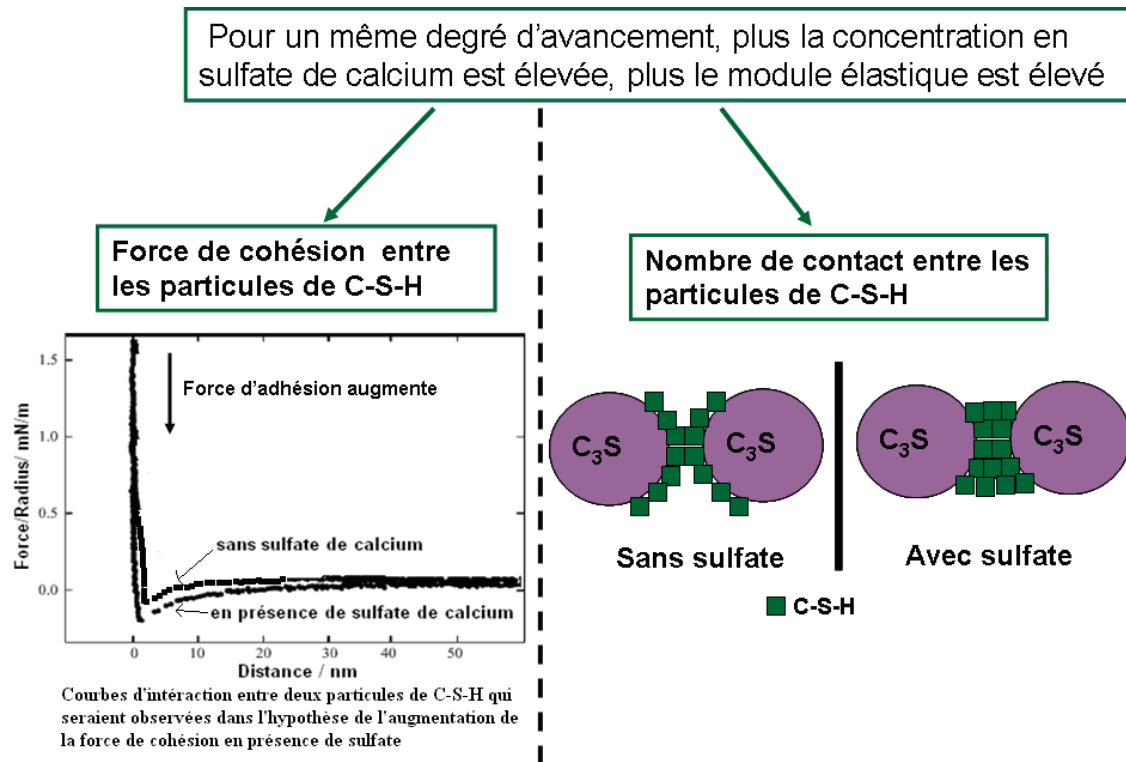 Pour un même degré d'avancement, plus la concentration en
sulfate de calcium est élevée, plus le module élastique est élevé
Force de cohésion entre
les particules de C-S-H
1.5
1.0
0.5
0.0
Force/Radius/ mN/m
Force d'adhésion augmente
sans sulfate de calcium
en présence de sulfate de calcium
0 10 20 30 40 50
Distance / nm
Courbes d'intéraction entre deux particules de C-S-H qui
seraient observées dans l'hypothèse de l'augmentation de
la force de cohésion en présence de sulfate
Nombre de contact entre les
particules de C-S-H
C₃S C₃S
Sans sulfate
C₃S C₃S
Avec sulfate
C-S-H